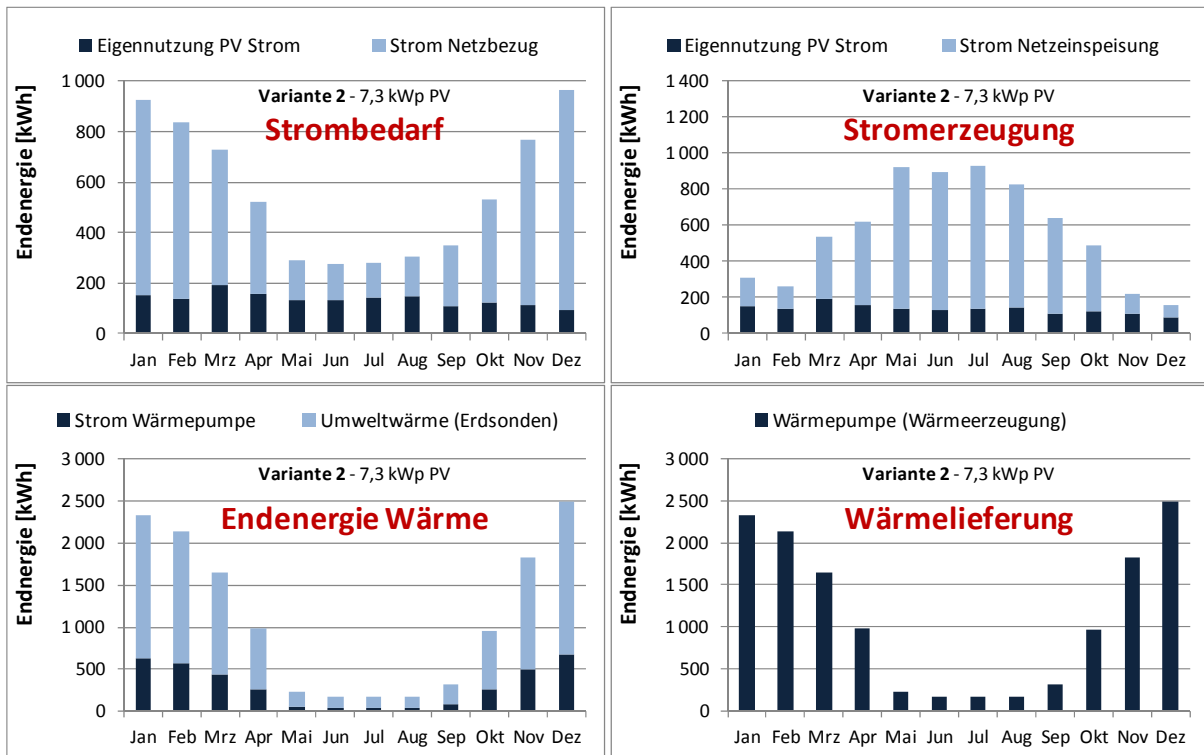 Eigennutzung PV Strom Strom Netzbezug
Endenergie [kWh]
Variante 2 - 7,3 kWp PV
Strombedarf
1 000
800
600
400
200
0
Jan Feb Mrz Apr Mai Jun Jul Aug Sep Okt Nov Dez
Eigennutzung PV Strom Strom Netzeinspeisung
Endenergie [kWh]
Variante 2 - 7,3 kWp PV
Stromerzeugung
1 400
1 200
1 000
800
600
400
200
0
Jan Feb Mrz Apr Mai Jun Jul Aug Sep Okt Nov Dez
Strom Wärmepumpe Umweltwärme (Erdsonden)
Endnergie [kWh]
Variante 2 - 7,3 kWp PV
Endenergie Wärme
3 000
2 500
2 000
1 500
1 000
500
0
Jan Feb Mrz Apr Mai Jun Jul Aug Sep Okt Nov Dez
Wärmepumpe (Wärmeerzeugung)
Endnergie [kWh]
Variante 2 - 7,3 kWp PV
Wärmelieferung
3 000
2 500
2 000
1 500
1 000
500
0
Jan Feb Mrz Apr Mai Jun Jul Aug Sep Okt Nov Dez